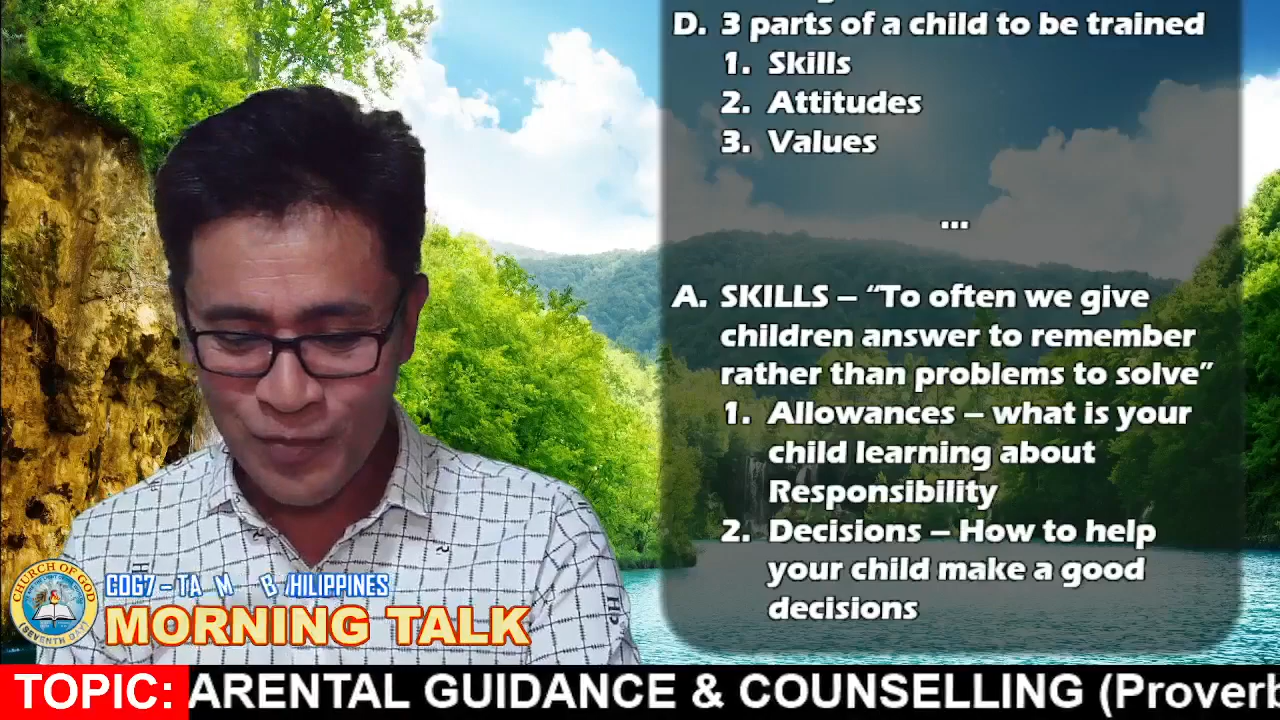 D. 3 parts of a child to be trained
1. Skills
2. Attitudes
3. Values
...
A. SKILLS – “To often we give
children answer to remember
rather than problems to solve”
1. Allowances – what is your
child learning about
Responsibility
2. Decisions – How to help
your child make a good
decisions
CHURCH OF GOD
(SEVENTH DAY)
COG7 - TA M B HILIPPINES
MORNING TALK
TOPIC: ARENTAL GUIDANCE & COUNSELLING (Proverb